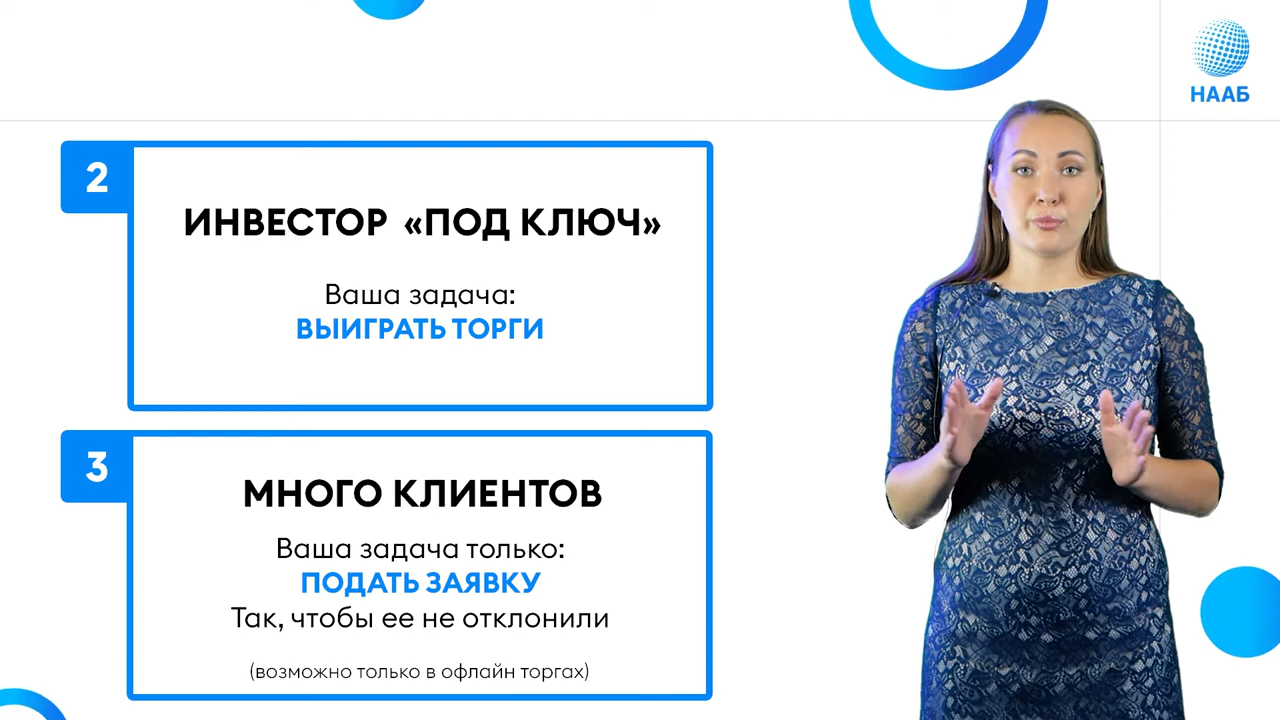 НААБ
2
ИНВЕСТОР «ПОД КЛЮЧ»
Ваша задача:
ВЫИГРАТЬ ТОРГИ
3
МНОГО КЛИЕНТОВ
Ваша задача только:
ПОДАТЬ ЗАЯВКУ
Так, чтобы ее не отклонили
(возможно только в офлайн торгах)